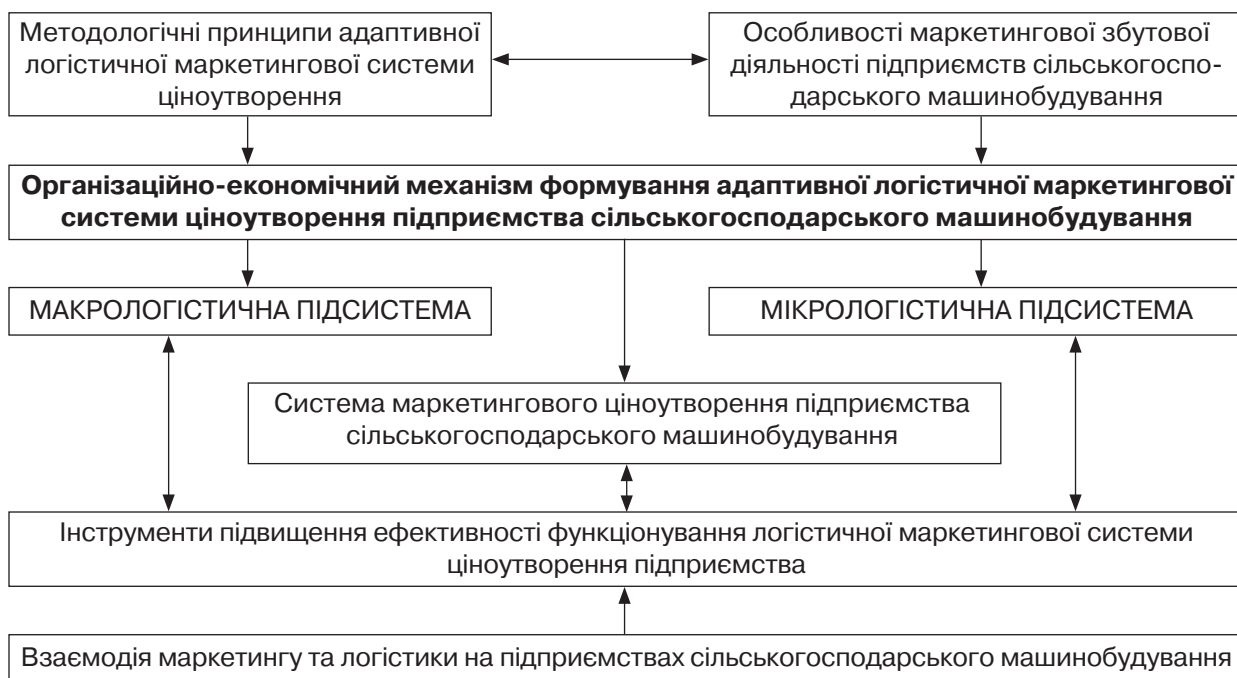 Методологічні принципи адаптивної
логістичної маркетингової системи
ціноутворення
Особливості маркетингової збутової
діяльності підприємств сільськогоспо-
дарського машинобудування
Організаційно-економічний механізм формування адаптивної логістичної маркетингової
системи ціноутворення підприємства сільськогосподарського машинобудування
МАКРОЛОГІСТИЧНА ПІДСИСТЕМА
МІКРОЛОГІСТИЧНА ПІДСИСТЕМА
Система маркетингового ціноутворення підприємства
сільськогосподарського машинобудування
Інструменти підвищення ефективності функціонування логістичної маркетингової системи
ціноутворення підприємства
Взаємодія маркетингу та логістики на підприємствах сільськогосподарського машинобудування